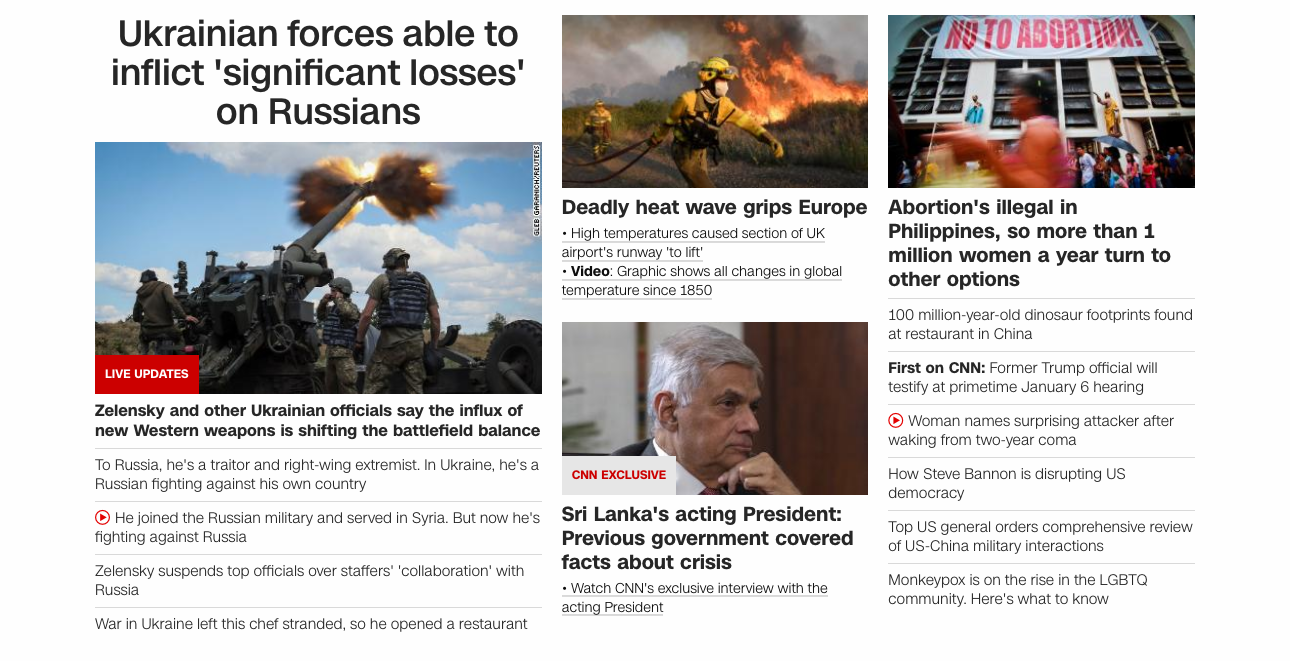 Ukrainian forces able to
inflict 'significant losses'
on Russians
GLEB GARANICH/REUTERS
LIVE UPDATES
Zelensky and other Ukrainian officials say the influx of
new Western weapons is shifting the battlefield balance
To Russia, he's a traitor and right-wing extremist. In Ukraine, he's a
Russian fighting against his own country
He joined the Russian military and served in Syria. But now he's
fighting against Russia
Zelensky suspends top officials over staffers' 'collaboration' with
Russia
War in Ukraine left this chef stranded, so he opened a restaurant
Deadly heat wave grips Europe
• High temperatures caused section of UK
airport's runway 'to lift'
• Video: Graphic shows all changes in global
temperature since 1850
CNN EXCLUSIVE
Sri Lanka's acting President:
Previous government covered
facts about crisis
• Watch CNN's exclusive interview with the
acting President
NO TO ABORTION!
Abortion's illegal in
Philippines, so more than 1
million women a year turn to
other options
100 million-year-old dinosaur footprints found
at restaurant in China
First on CNN: Former Trump official will
testify at primetime January 6 hearing
Woman names surprising attacker after
waking from two-year coma
How Steve Bannon is disrupting US
democracy
Top US general orders comprehensive review
of US-China military interactions
Monkeypox is on the rise in the LGBTQ
community. Here's what to know